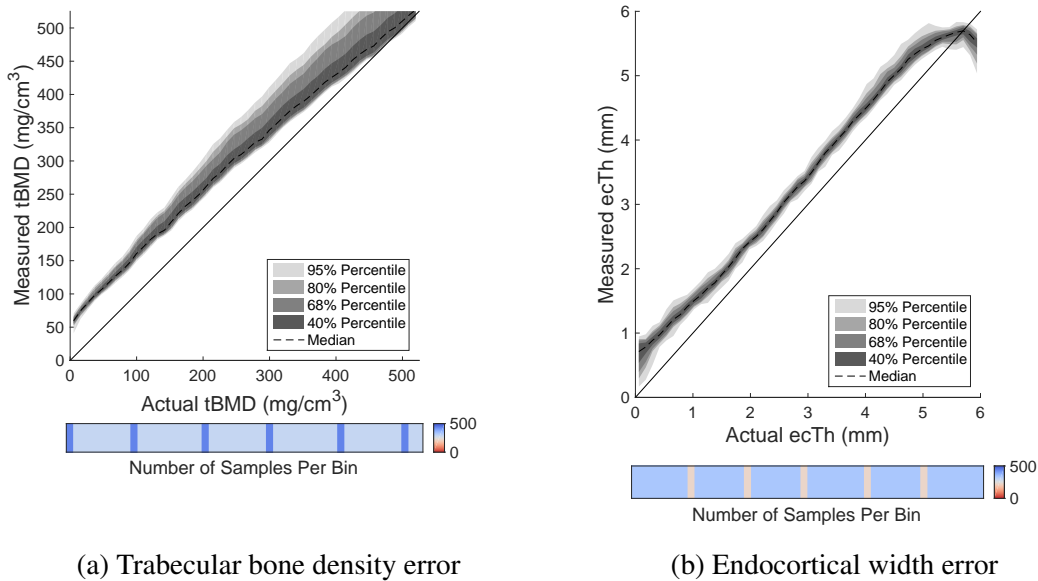 500
450
400
350
300
250
200
150
100
50
0
Measured tBMD (mg/cm³)
95% Percentile
80% Percentile
68% Percentile
40% Percentile
Median
0 100 200 300 400 500
Actual tBMD (mg/cm³)
500
0
Number of Samples Per Bin
(a) Trabecular bone density error
6
5
4
3
2
1
0
Measured ecTh (mm)
95% Percentile
80% Percentile
68% Percentile
40% Percentile
Median
0 1 2 3 4 5 6
Actual ecTh (mm)
500
0
Number of Samples Per Bin
(b) Endocortical width error